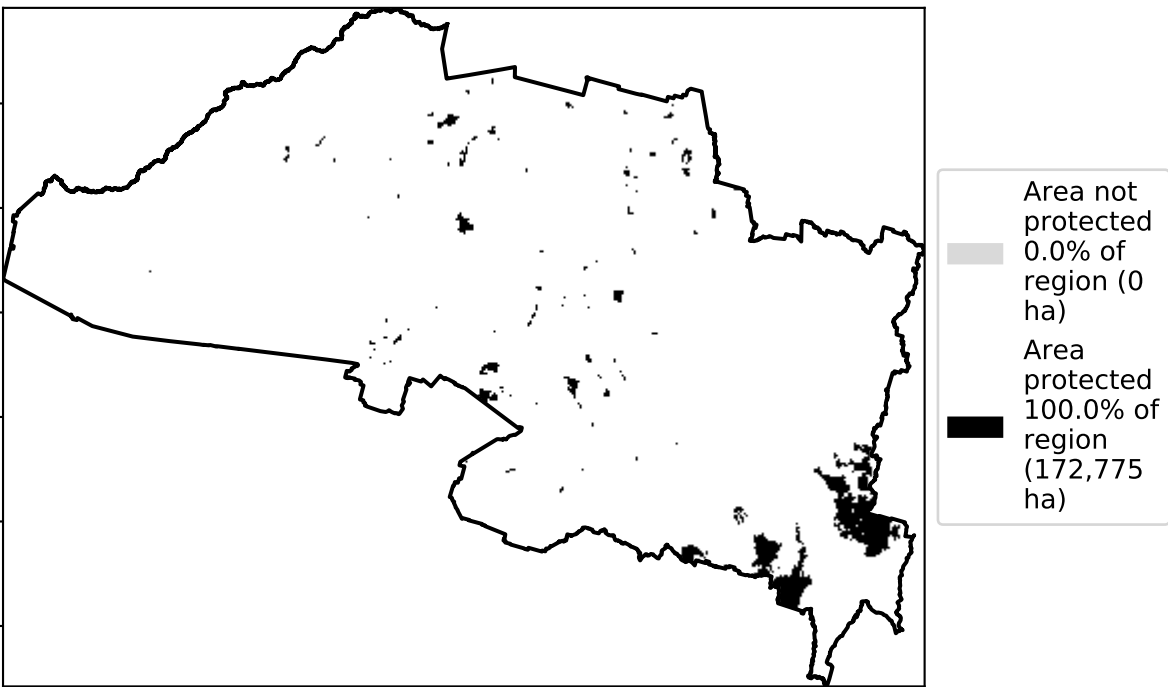 Area not
protected
0.0% of
region (0
ha)
Area
protected
100.0% of
region
(172,775
ha)